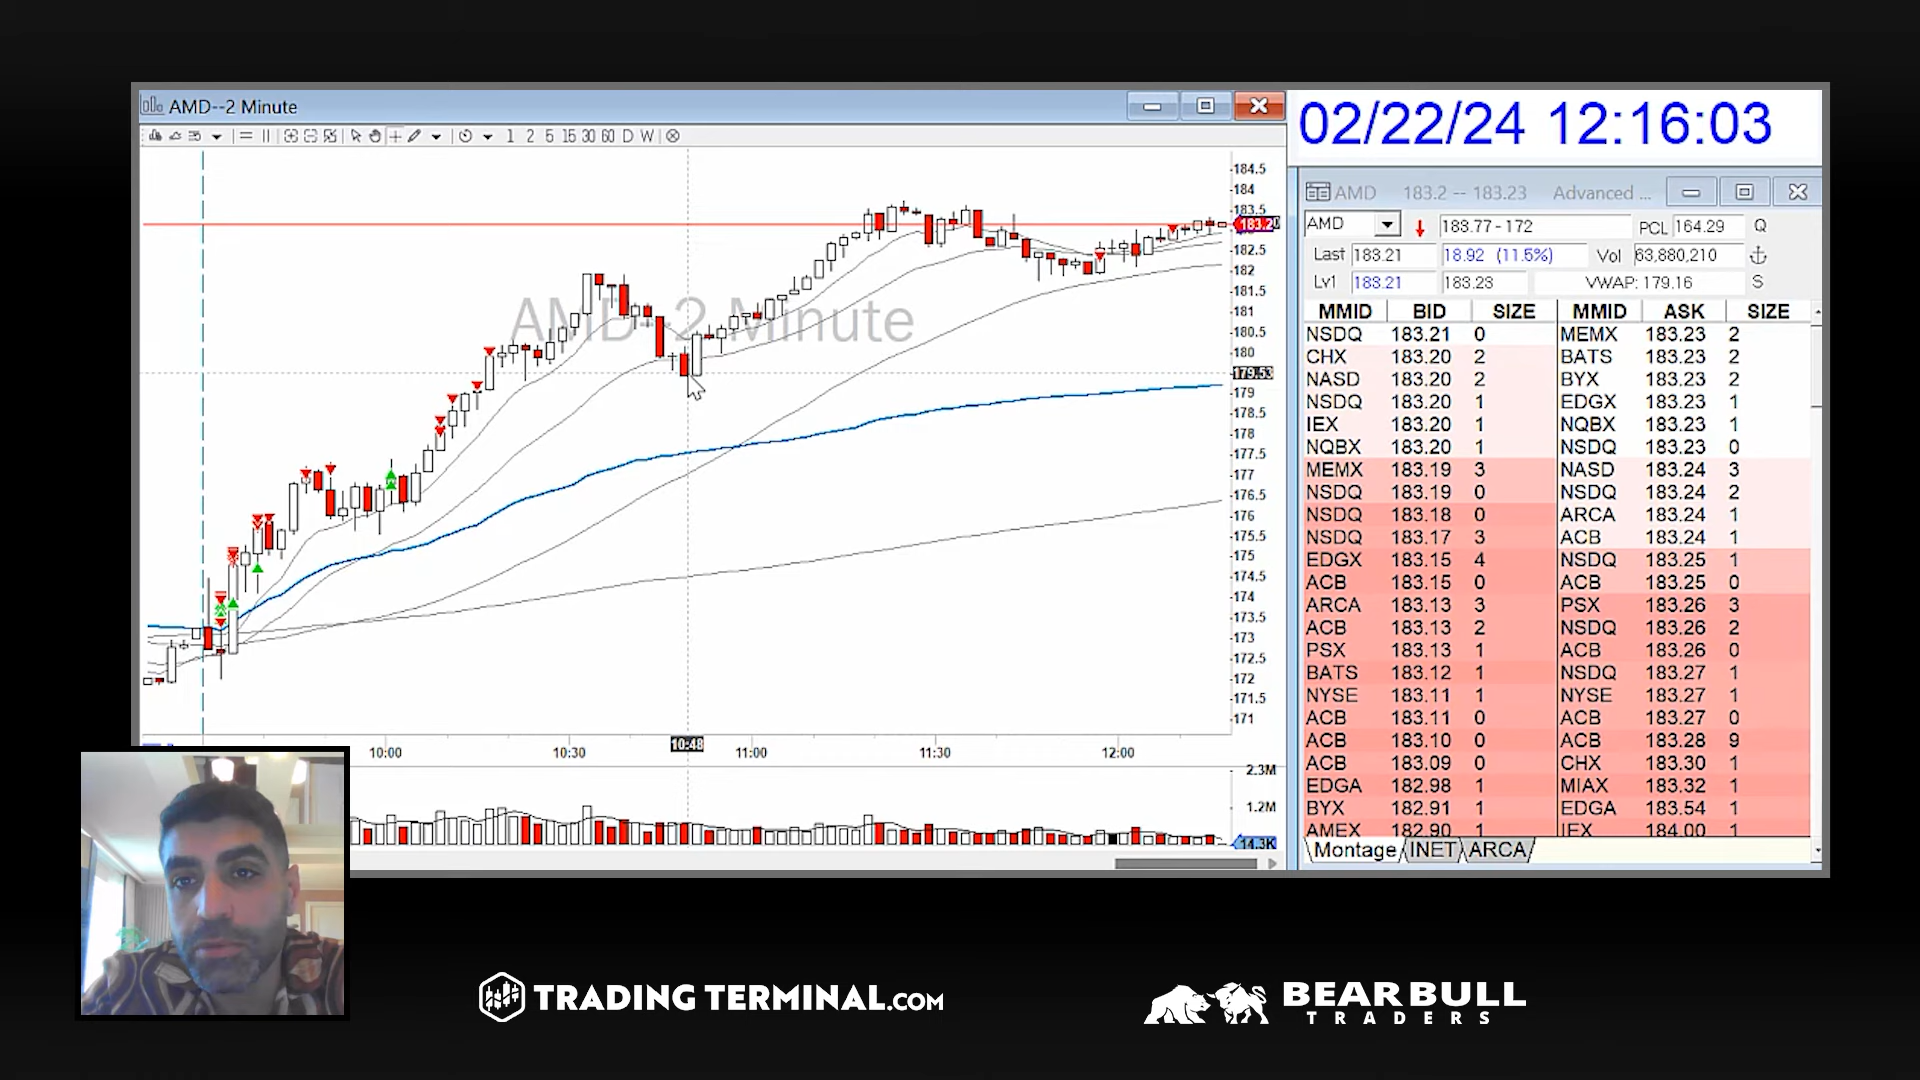 AMD--2 Minute
1 2 5 15 30 60 D W
AMD--2 Minute
184.5
184
183.5
183.20
182.5
182
181.5
181
180.5
180
179.53
179
178.5
178
177.5
177
176.5
176
175.5
175
174.5
174
173.5
173
172.5
172
171.5
171
10:00 10:30 10:48 11:00 11:30 12:00
2.3M
1.2M
14.3K
02/22/24 12:16:03
AMD 183.2 -- 183.23 Advanced ...
AMD 183.77 - 172 PCL 164.29 Q
Last 183.21 18.92 (11.5%) Vol 63,880,210
Lv1 183.21 183.23 VWAP: 179.16 S
MMID BID SIZE MMID ASK SIZE
NSDQ 183.21 0 MEMX 183.23 2
CHX 183.20 2 BATS 183.23 2
NASD 183.20 2 BYX 183.23 2
NSDQ 183.20 1 EDGX 183.23 1
IEX 183.20 1 NQBX 183.23 1
NQBX 183.20 1 NSDQ 183.23 0
MEMX 183.19 3 NASD 183.24 3
NSDQ 183.19 0 NSDQ 183.24 2
NSDQ 183.18 0 ARCA 183.24 1
NSDQ 183.17 3 ACB 183.24 1
EDGX 183.15 4 NSDQ 183.25 1
ACB 183.15 0 ACB 183.25 0
ARCA 183.13 3 PSX 183.26 3
ACB 183.13 2 NSDQ 183.26 2
PSX 183.13 1 ACB 183.26 0
BATS 183.12 1 NSDQ 183.27 1
NYSE 183.11 1 NYSE 183.27 1
ACB 183.11 0 ACB 183.27 0
ACB 183.10 0 ACB 183.28 9
ACB 183.09 0 CHX 183.30 1
EDGA 182.98 1 MIAX 183.32 1
BYX 182.91 1 EDGA 183.54 1
AMEX 182.90 1 IEX 184.00 1
Montage INET ARCA
TRADING TERMINAL.COM
BEAR BULL
TRADERS